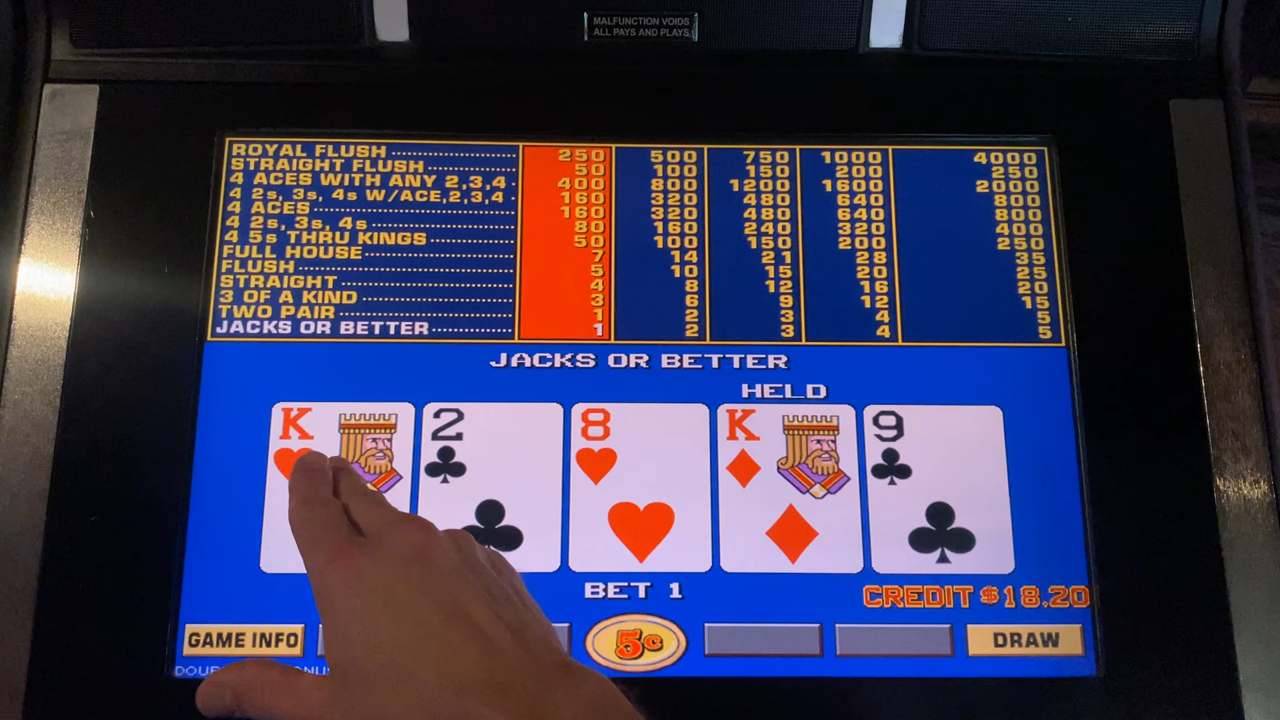 MALFUNCTION VOIDS
ALL PAYS AND PLAYS
ROYAL FLUSH 250 500 750 1000 4000
STRAIGHT FLUSH 50 100 150 200 250
4 ACES WITH ANY 2,3,4 400 800 1200 1600 2000
4 2s, 3s, 4s W/ACE,2,3,4 160 320 480 640 800
4 ACES 160 320 480 640 800
4 2s, 3s, 4s 80 160 240 320 400
4 5s THRU KINGS 50 100 150 200 250
FULL HOUSE 7 14 21 28 35
FLUSH 5 10 15 20 25
STRAIGHT 4 8 12 16 20
3 OF A KIND 3 6 9 12 15
TWO PAIR 1 2 3 4 5
JACKS OR BETTER 1 2 3 4 5
JACKS OR BETTER
HELD
K 2 8 K 9
BET 1 CREDIT $18.20
GAME INFO 5¢ DRAW